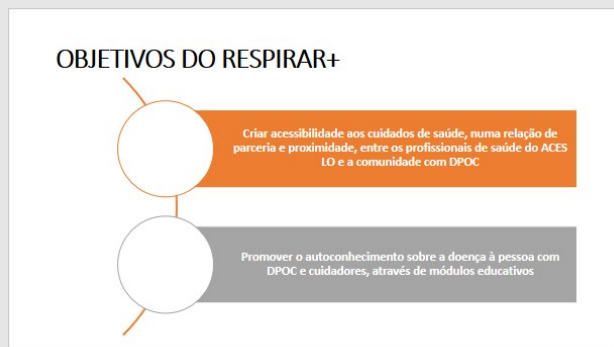 OBJETIVOS DO RESPIRAR+
Criar acessibilidade aos cuidados de saúde, numa relação de
parceria e proximidade, entre os profissionais de saúde do ACES
LO e a comunidade com DPOC
Promover o autoconhecimento sobre a doença à pessoa com
DPOC e cuidadores, através de módulos educativos